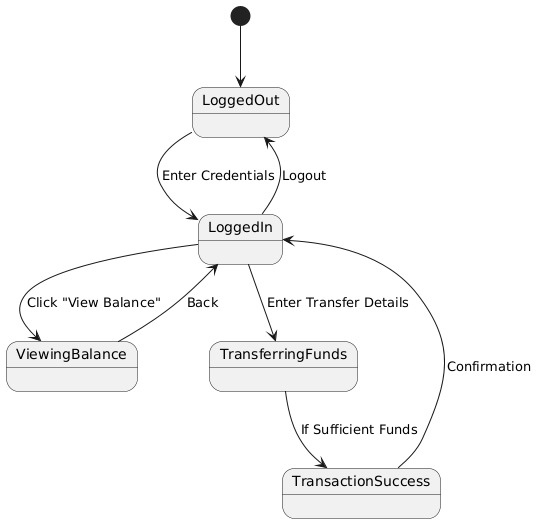 LoggedOut
Enter Credentials
Logout
LoggedIn
Click "View Balance"
Back
Enter Transfer Details
ViewingBalance
TransferringFunds
Confirmation
If Sufficient Funds
TransactionSuccess